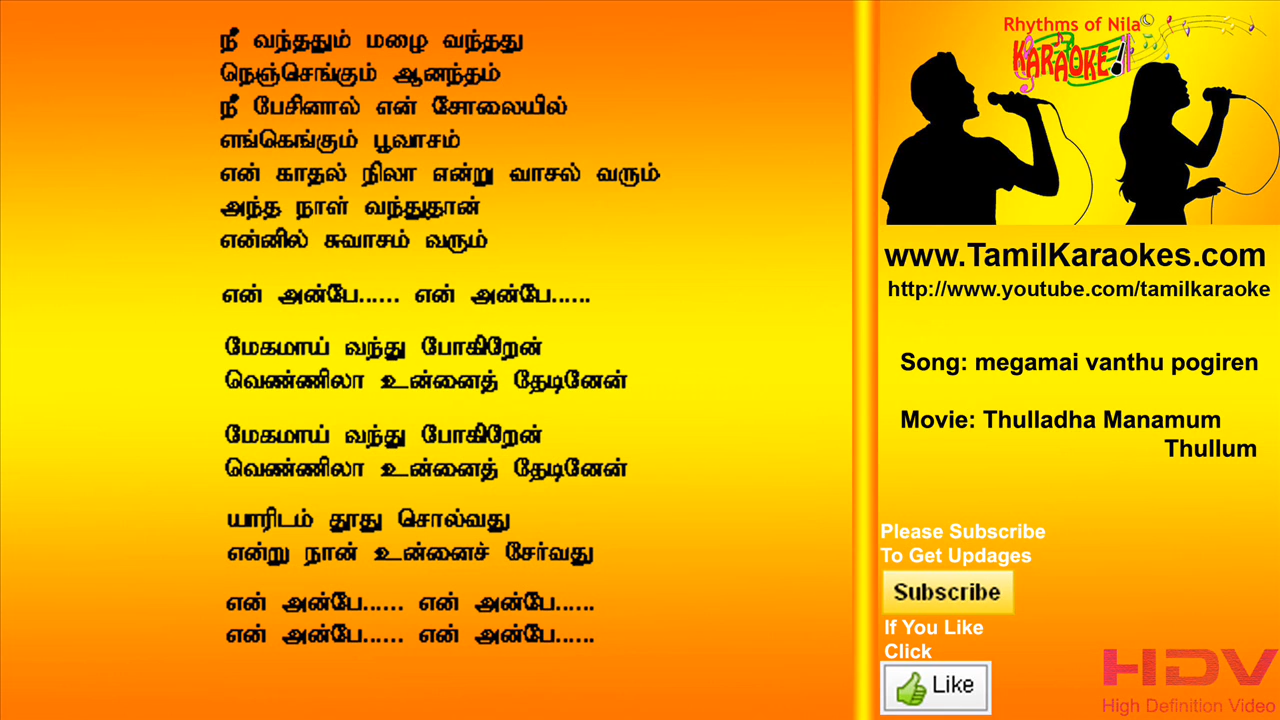 நீ வந்ததும் மழை வந்தது
நெஞ்செங்கும் ஆனந்தம்
நீ பேசினால் என் சோலையில்
எங்கெங்கும் பூவாசம்
என் காதல் நிலா என்று வாசல் வரும்
அந்த நாள் வந்துதான்
என்னில் சுவாசம் வரும்
என் அன்பே...... என் அன்பே......
மேகமாய் வந்து போகிறேன்
வெண்ணிலா உன்னைத் தேடினேன்
மேகமாய் வந்து போகிறேன்
வெண்ணிலா உன்னைத் தேடினேன்
யாரிடம் தூது சொல்வது
என்று நான் உன்னைச் சேர்வது
என் அன்பே...... என் அன்பே......
என் அன்பே...... என் அன்பே......
Rhythms of Nila
KARAOKE!
www.TamilKaraokes.com
http://www.youtube.com/tamilkaraoke
Song: megamai vanthu pogiren
Movie: Thulladha Manamum
Thullum
Please Subscribe
To Get Updages
Subscribe
If You Like
Click
Like
HDV
High Definition Video